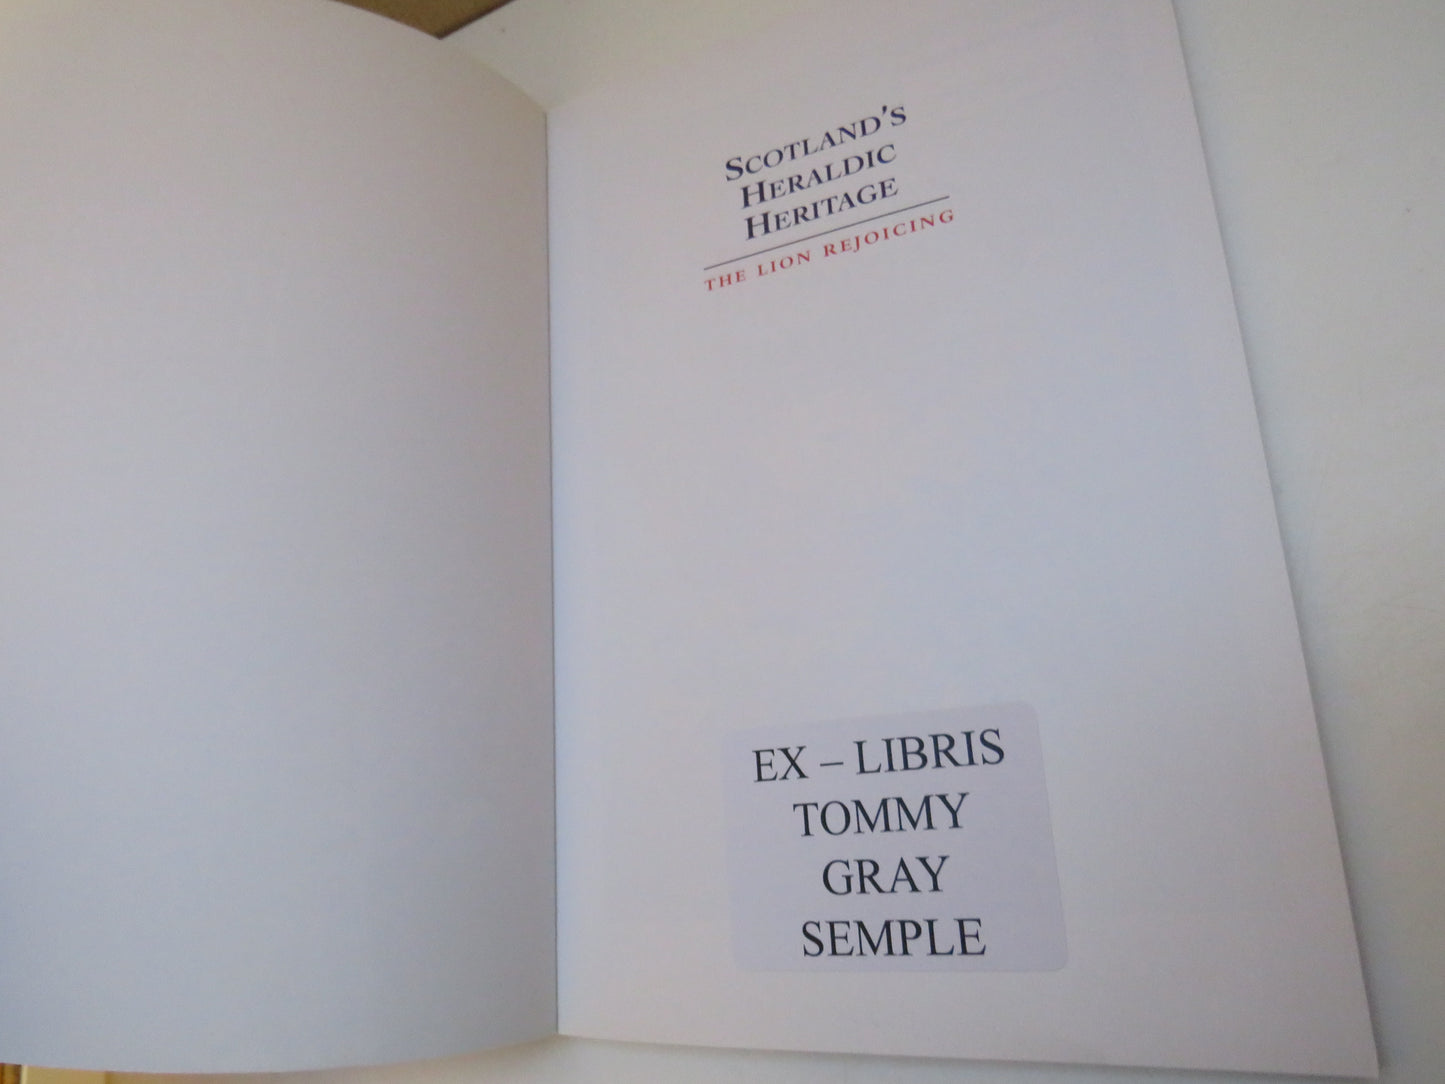 SCOTLAND'S
HERALDIC
HERITAGE
THE LION REJOICING
EX – LIBRIS
TOMMY
GRAY
SEMPLE